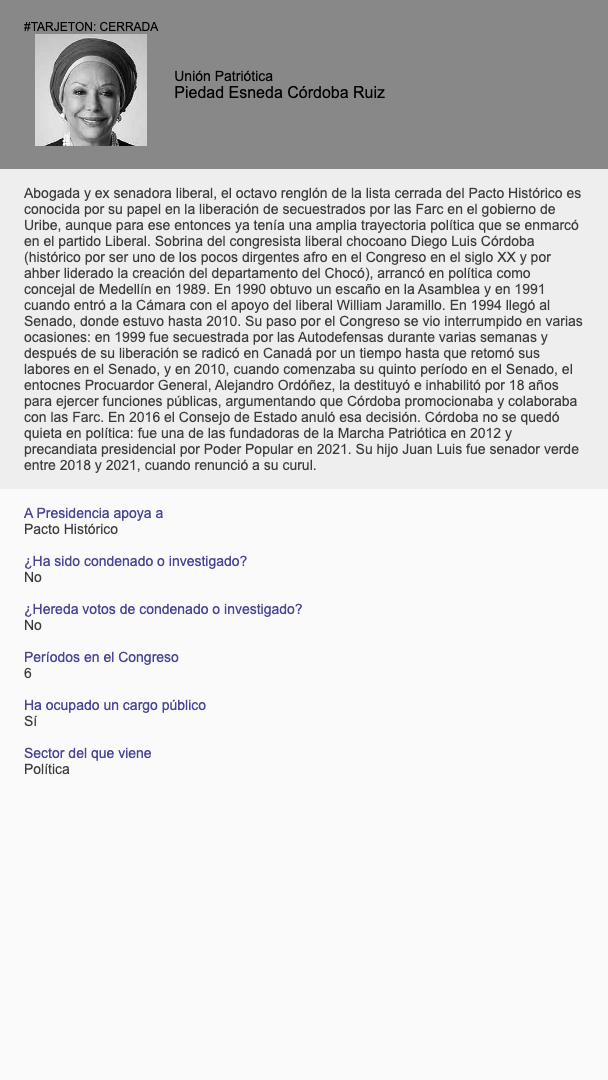 #TARJETON: CERRADA
Unión Patriótica
Piedad Esneda Córdoba Ruiz
Abogada y ex senadora liberal, el octavo renglón de la lista cerrada del Pacto Histórico es
conocida por su papel en la liberación de secuestrados por las Farc en el gobierno de
Uribe, aunque para ese entonces ya tenía una amplia trayectoria política que se enmarcó
en el partido Liberal. Sobrina del congresista liberal chocoano Diego Luis Córdoba
(histórico por ser uno de los pocos dirgentes afro en el Congreso en el siglo XX y por
ahber liderado la creación del departamento del Chocó), arrancó en política como
concejal de Medellín en 1989. En 1990 obtuvo un escaño en la Asamblea y en 1991
cuando entró a la Cámara con el apoyo del liberal William Jaramillo. En 1994 llegó al
Senado, donde estuvo hasta 2010. Su paso por el Congreso se vio interrumpido en varias
ocasiones: en 1999 fue secuestrada por las Autodefensas durante varias semanas y
después de su liberación se radicó en Canadá por un tiempo hasta que retomó sus
labores en el Senado, y en 2010, cuando comenzaba su quinto período en el Senado, el
entocnes Procuardor General, Alejandro Ordóñez, la destituyó e inhabilitó por 18 años
para ejercer funciones públicas, argumentando que Córdoba promocionaba y colaboraba
con las Farc. En 2016 el Consejo de Estado anuló esa decisión. Córdoba no se quedó
quieta en política: fue una de las fundadoras de la Marcha Patriótica en 2012 y
precandiata presidencial por Poder Popular en 2021. Su hijo Juan Luis fue senador verde
entre 2018 y 2021, cuando renunció a su curul.
A Presidencia apoya a
Pacto Histórico
¿Ha sido condenado o investigado?
No
¿Hereda votos de condenado o investigado?
No
Períodos en el Congreso
6
Ha ocupado un cargo público
Sí
Sector del que viene
Política